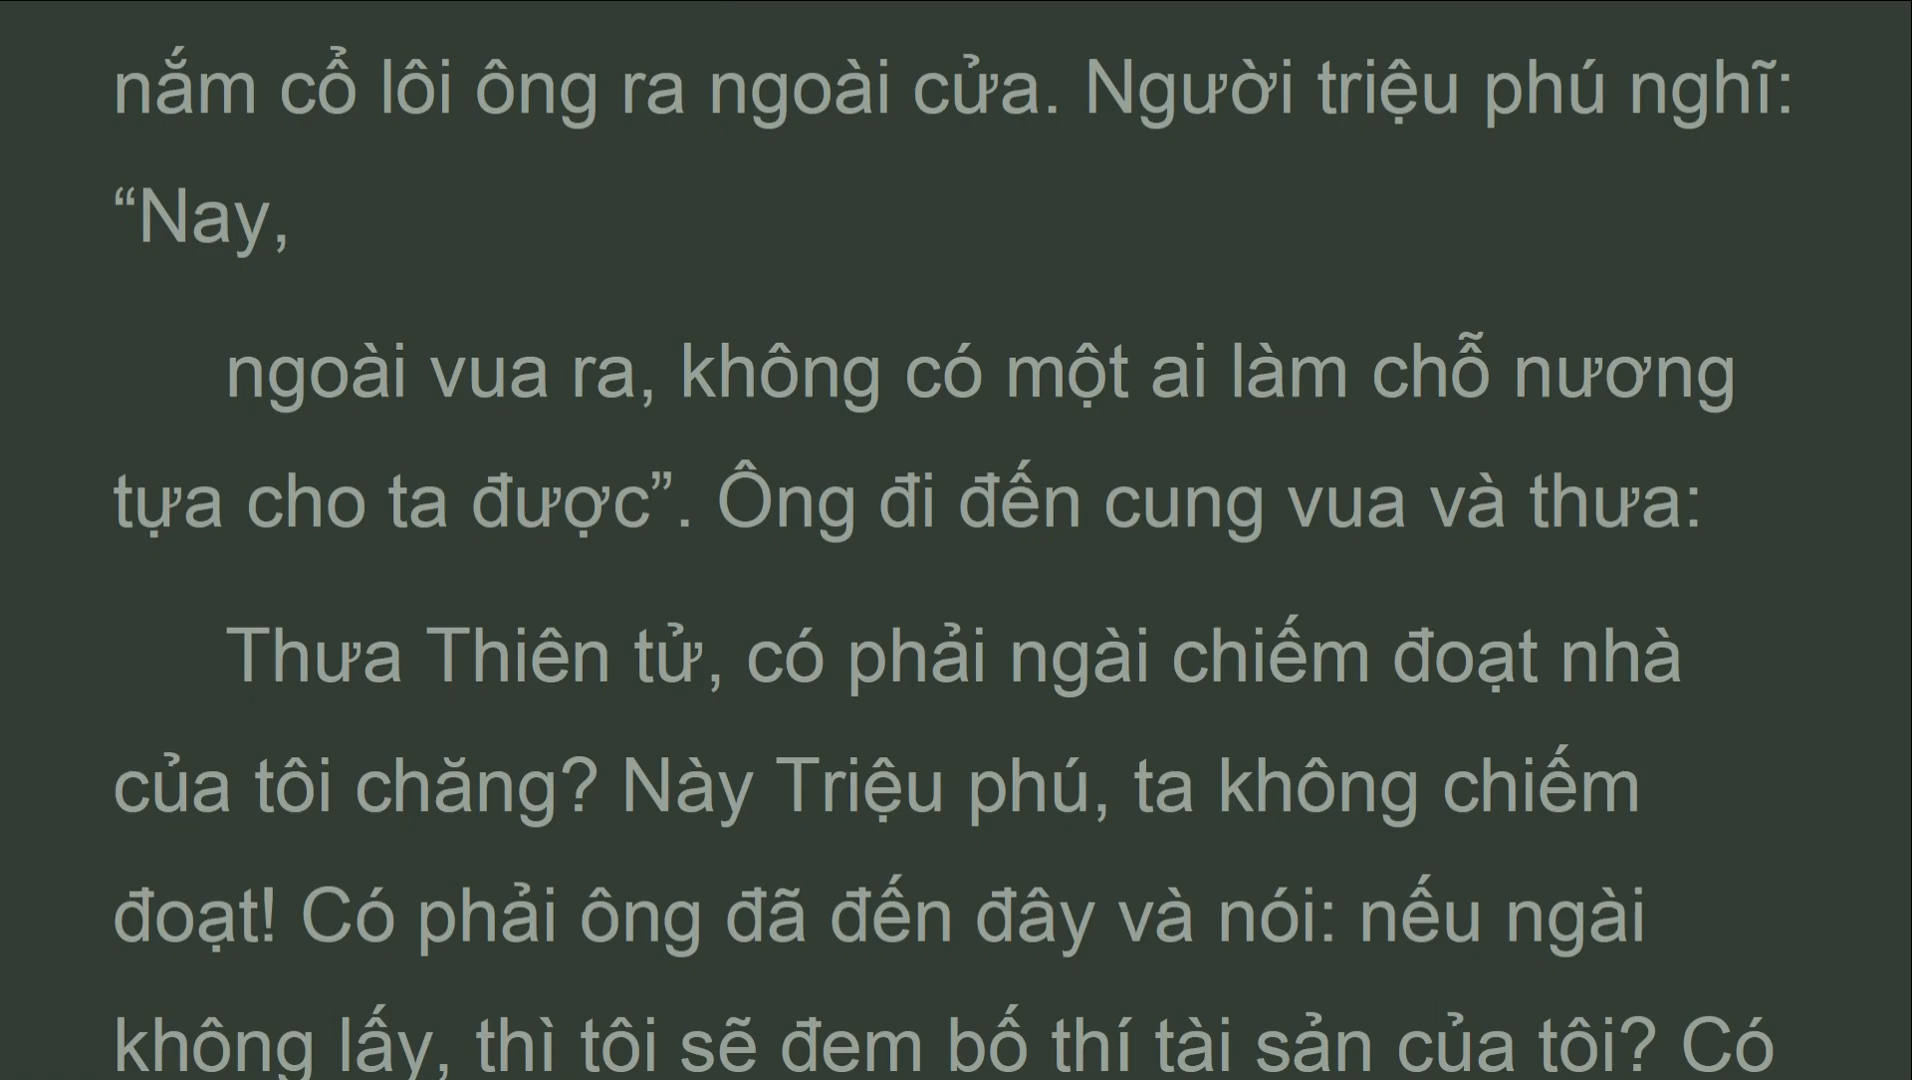 nắm cổ lôi ông ra ngoài cửa. Người triệu phú nghĩ:
“Nay,
ngoài vua ra, không có một ai làm chỗ nương
tựa cho ta được”. Ông đi đến cung vua và thưa:
Thưa Thiên tử, có phải ngài chiếm đoạt nhà
của tôi chăng? Này Triệu phú, ta không chiếm
đoạt! Có phải ông đã đến đây và nói: nếu ngài
không lấy, thì tôi sẽ đem bố thí tài sản của tôi? Có